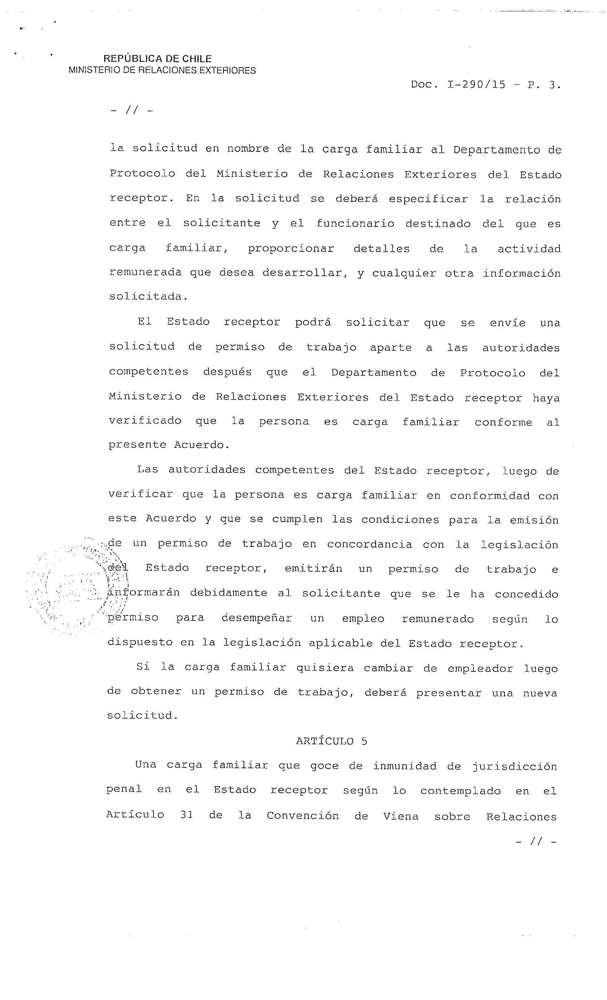 REPÚBLICA DE CHILE
MINISTERIO DE RELACIONES EXTERIORES
Doc. I-290/15 - P. 3.
- // -
la solicitud en nombre de la carga familiar al Departamento de
Protocolo del Ministerio de Relaciones Exteriores del Estado
receptor. En la solicitud se deberá especificar la relación
entre el solicitante y el funcionario destinado del que es
carga familiar, proporcionar detalles de la actividad
remunerada que desea desarrollar, y cualquier otra información
solicitada.
El Estado receptor podrá solicitar que se envíe una
solicitud de permiso de trabajo aparte a las autoridades
competentes después que el Departamento de Protocolo del
Ministerio de Relaciones Exteriores del Estado receptor haya
verificado que la persona es carga familiar conforme al
presente Acuerdo.
Las autoridades competentes del Estado receptor, luego de
verificar que la persona es carga familiar en conformidad con
este Acuerdo y que se cumplen las condiciones para la emisión
de un permiso de trabajo en concordancia con la legislación
del Estado receptor, emitirán un permiso de trabajo e
informarán debidamente al solicitante que se le ha concedido
permiso para desempeñar un empleo remunerado según lo
dispuesto en la legislación aplicable del Estado receptor.
Si la carga familiar quisiera cambiar de empleador luego
de obtener un permiso de trabajo, deberá presentar una nueva
solicitud.
ARTÍCULO 5
Una carga familiar que goce de inmunidad de jurisdicción
penal en el Estado receptor según lo contemplado en el
Artículo 31 de la Convención de Viena sobre Relaciones
- // -